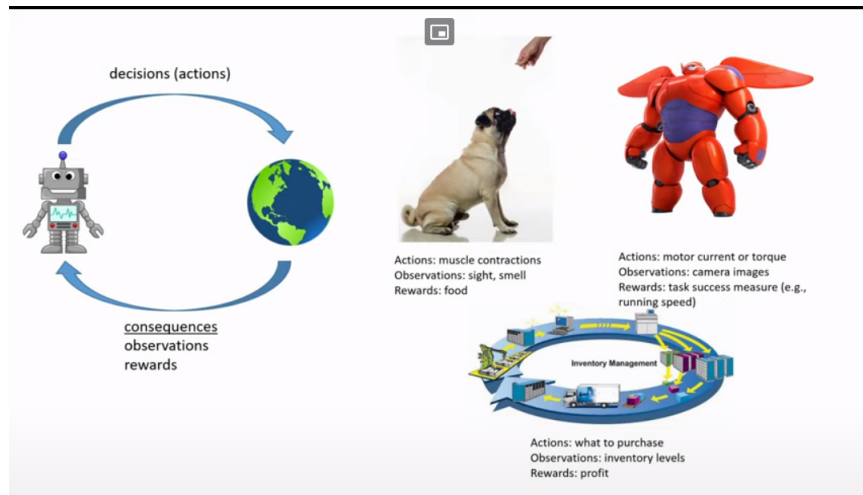 decisions (actions)
consequences
observations
rewards
Actions: muscle contractions
Observations: sight, smell
Rewards: food
Actions: motor current or torque
Observations: camera images
Rewards: task success measure (e.g.,
running speed)
Inventory Management
Actions: what to purchase
Observations: inventory levels
Rewards: profit